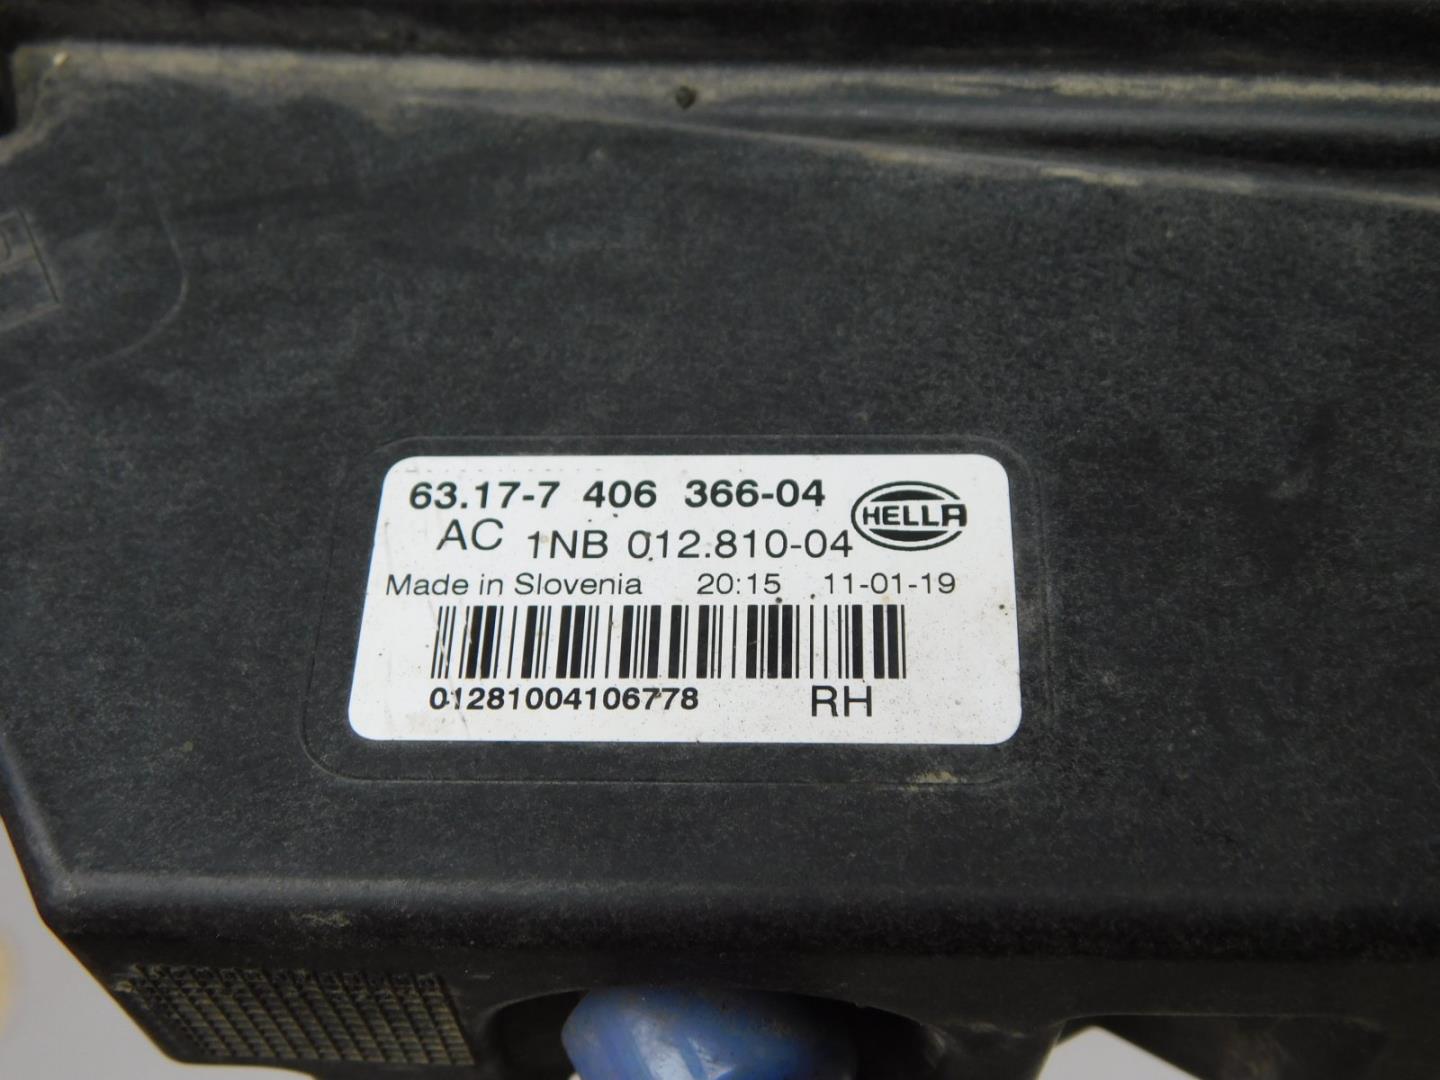 63.17-7 406 366-04
HELLA
AC 1NB 012.810-04
Made in Slovenia 20:15 11-01-19
01281004106778 RH